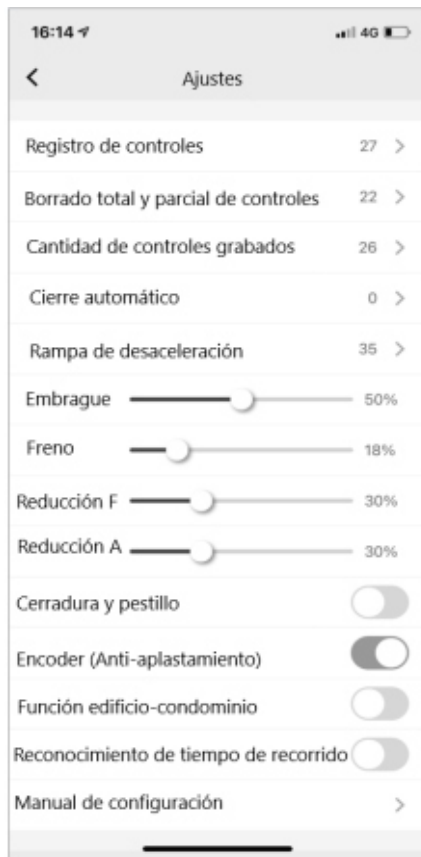 16:14 4G
Ajustes
Registro de controles 27
Borrado total y parcial de controles 22
Cantidad de controles grabados 26
Cierre automático 0
Rampa de desaceleración 35
Embrague 50%
Freno 18%
Reducción F 30%
Reducción A 30%
Cerradura y pestillo
Encoder (Anti-aplastamiento)
Función edificio-condominio
Reconocimiento de tiempo de recorrido
Manual de configuración